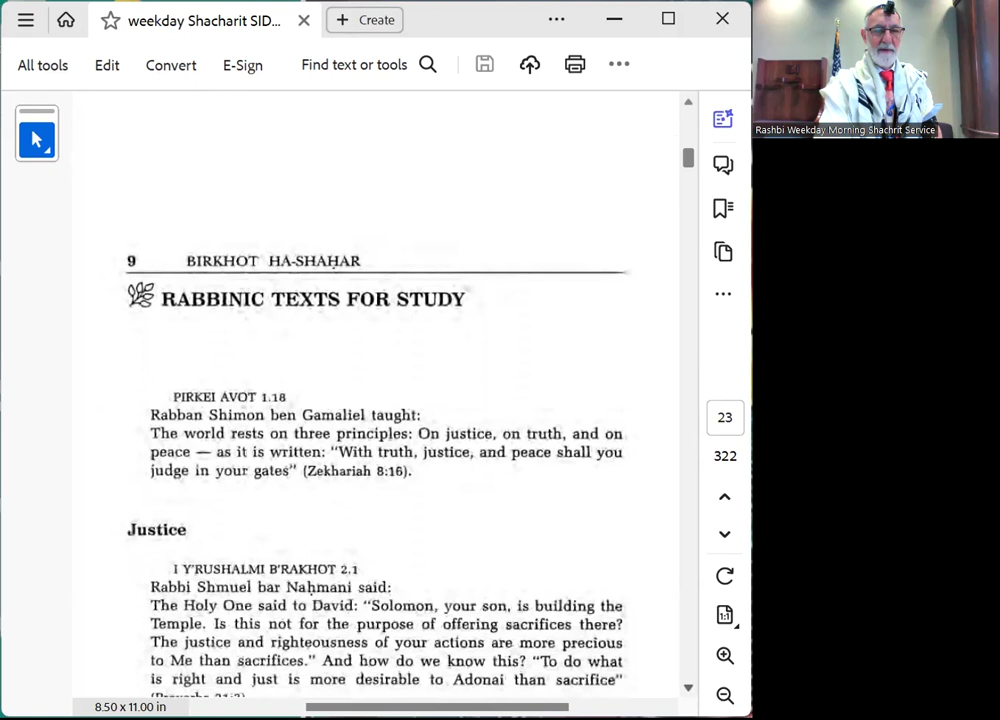 weekday Shacharit SID...
Create
All tools
Edit
Convert
E-Sign
Find text or tools
Rashbi Weekday Morning Shachrit Service
9 BIRKHOT HA-SHAḤAR
RABBINIC TEXTS FOR STUDY
PIRKEI AVOT 1.18
Rabban Shimon ben Gamaliel taught:
The world rests on three principles: On justice, on truth, and on
peace — as it is written: “With truth, justice, and peace shall you
judge in your gates” (Zekhariah 8:16).
Justice
1 Y'RUSHALMI B'RAKHOT 2.1
Rabbi Shmuel bar Naḥmani said:
The Holy One said to David: “Solomon, your son, is building the
Temple. Is this not for the purpose of offering sacrifices there?
The justice and righteousness of your actions are more precious
to Me than sacrifices.” And how do we know this? “To do what
is right and just is more desirable to Adonai than sacrifice”
23
322
1:1
8.50 x 11.00 in